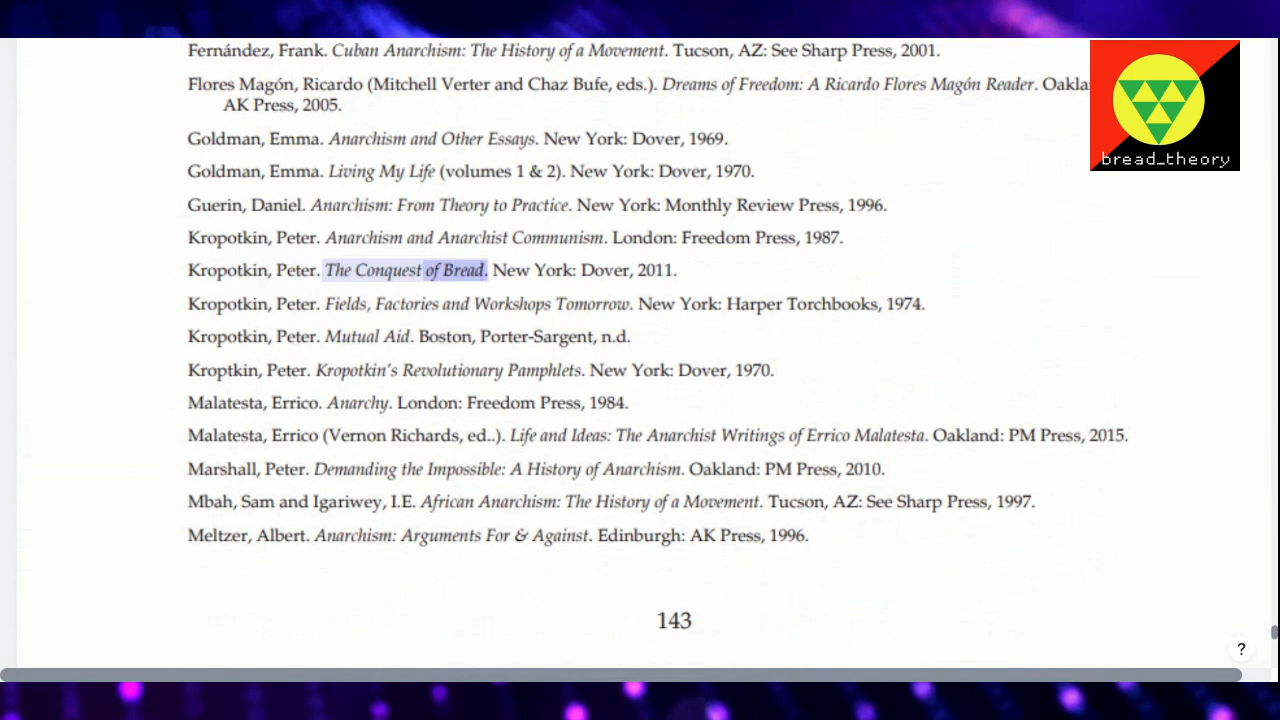 Fernández, Frank. Cuban Anarchism: The History of a Movement. Tucson, AZ: See Sharp Press, 2001.
Flores Magón, Ricardo (Mitchell Verter and Chaz Bufe, eds.). Dreams of Freedom: A Ricardo Flores Magón Reader.
AK Press, 2005.
Goldman, Emma. Anarchism and Other Essays. New York: Dover, 1969.
Goldman, Emma. Living My Life (volumes 1 & 2). New York: Dover, 1970.
Guerin, Daniel. Anarchism: From Theory to Practice. New York: Monthly Review Press, 1996.
Kropotkin, Peter. Anarchism and Anarchist Communism. London: Freedom Press, 1987.
Kropotkin, Peter. The Conquest of Bread. New York: Dover, 2011.
Kropotkin, Peter. Fields, Factories and Workshops Tomorrow. New York: Harper Torchbooks, 1974.
Kropotkin, Peter. Mutual Aid. Boston, Porter-Sargent, n.d.
Kroptkin, Peter. Kropotkin's Revolutionary Pamphlets. New York: Dover, 1970.
Malatesta, Errico. Anarchy. London: Freedom Press, 1984.
Malatesta, Errico (Vernon Richards, ed..). Life and Ideas: The Anarchist Writings of Errico Malatesta. Oakland: PM Press, 2015.
Marshall, Peter. Demanding the Impossible: A History of Anarchism. Oakland: PM Press, 2010.
Mbah, Sam and Igariwey, I.E. African Anarchism: The History of a Movement. Tucson, AZ: See Sharp Press, 1997.
Meltzer, Albert. Anarchism: Arguments For & Against. Edinburgh: AK Press, 1996.
143
?
bread_theory